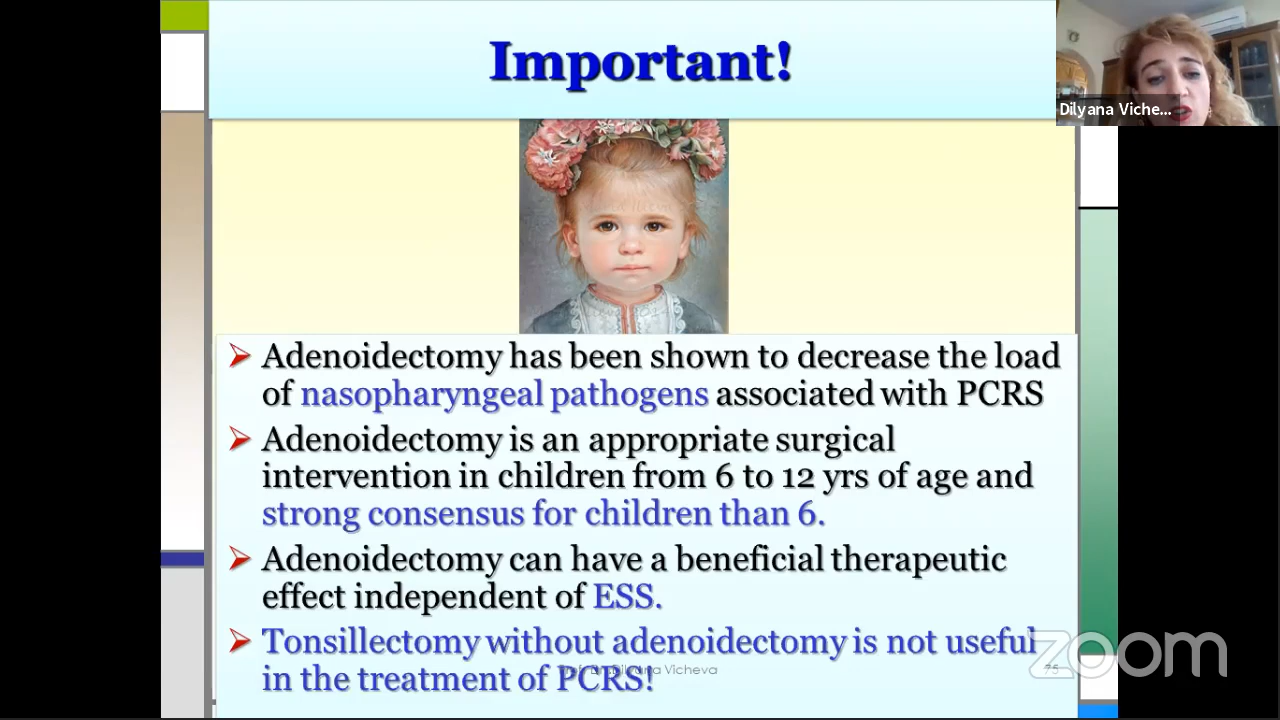 Important!
Dilyana Viche...
Adenoidectomy has been shown to decrease the load
of nasopharyngeal pathogens associated with PCRS
Adenoidectomy is an appropriate surgical
intervention in children from 6 to 12 yrs of age and
strong consensus for children than 6.
Adenoidectomy can have a beneficial therapeutic
effect independent of ESS.
Tonsillectomy without adenoidectomy is not useful
in the treatment of PCRS!
Dilyana Vicheva
75
zoom